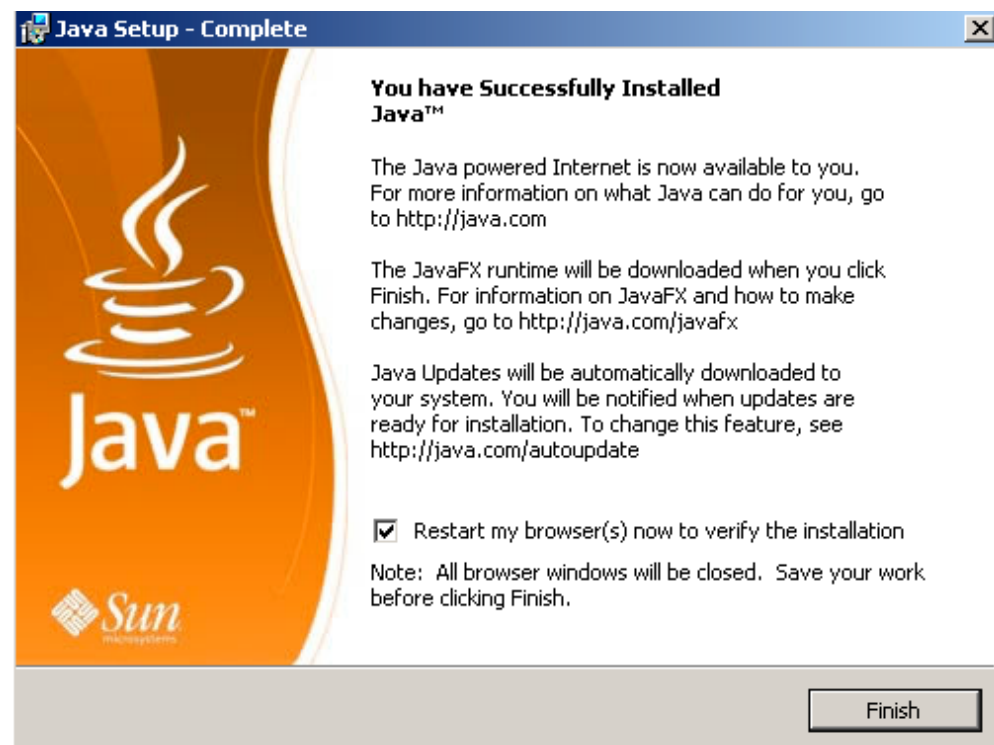 Java Setup - Complete
You have Successfully Installed
Java™
The Java powered Internet is now available to you.
For more information on what Java can do for you, go
to http://java.com
The JavaFX runtime will be downloaded when you click
Finish. For information on JavaFX and how to make
changes, go to http://java.com/javafx
Java Updates will be automatically downloaded to
your system. You will be notified when updates are
ready for installation. To change this feature, see
http://java.com/autoupdate
Restart my browser(s) now to verify the installation
Note: All browser windows will be closed. Save your work
before clicking Finish.
Java™
Sun
microsystems
Finish